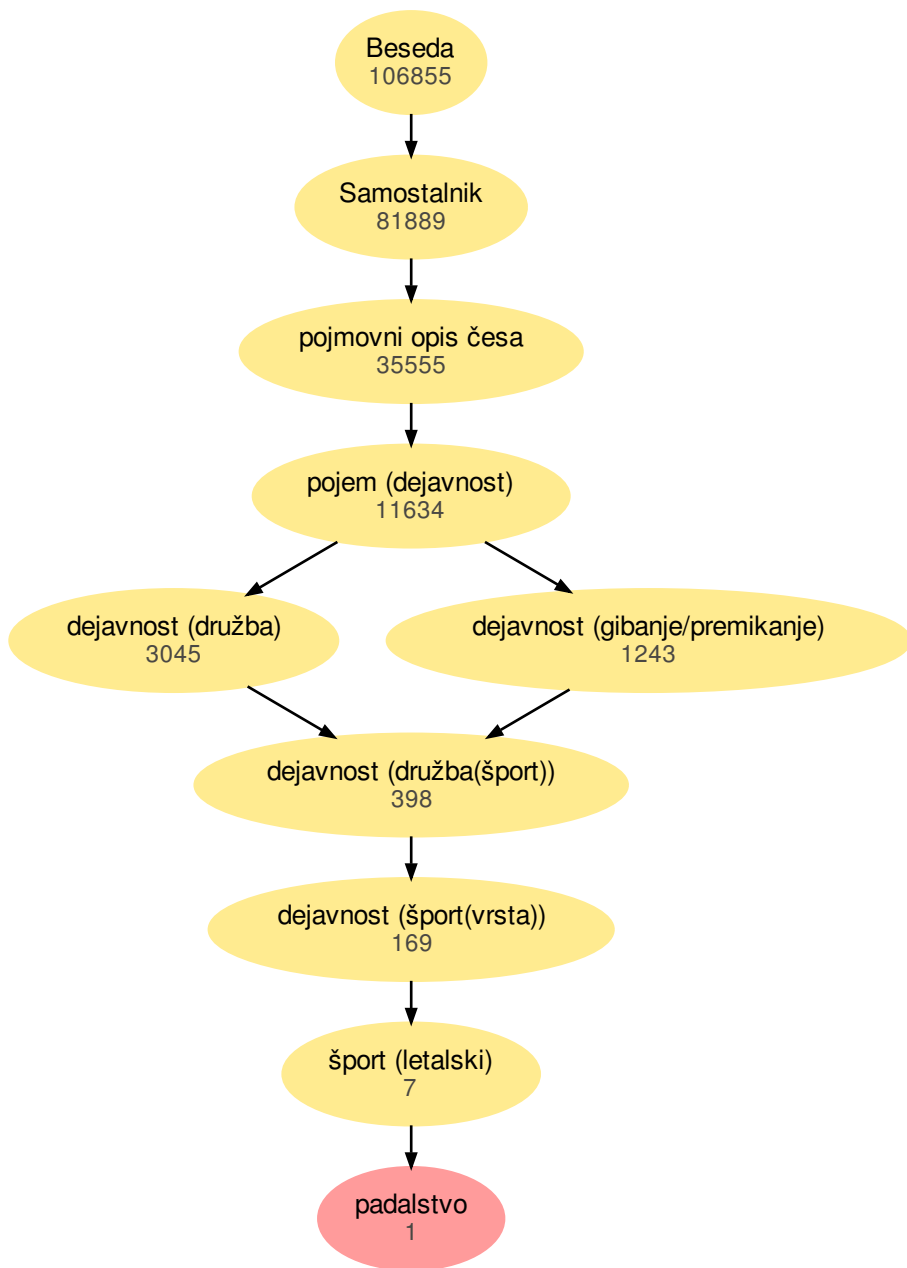 Beseda
106855
Samostalnik
81889
pojmovni opis česa
35555
pojem (dejavnost)
11634
dejavnost (družba)
3045
dejavnost (gibanje/premikanje)
1243
dejavnost (družba(šport))
398
dejavnost (šport(vrsta))
169
šport (letalski)
7
padalstvo
1